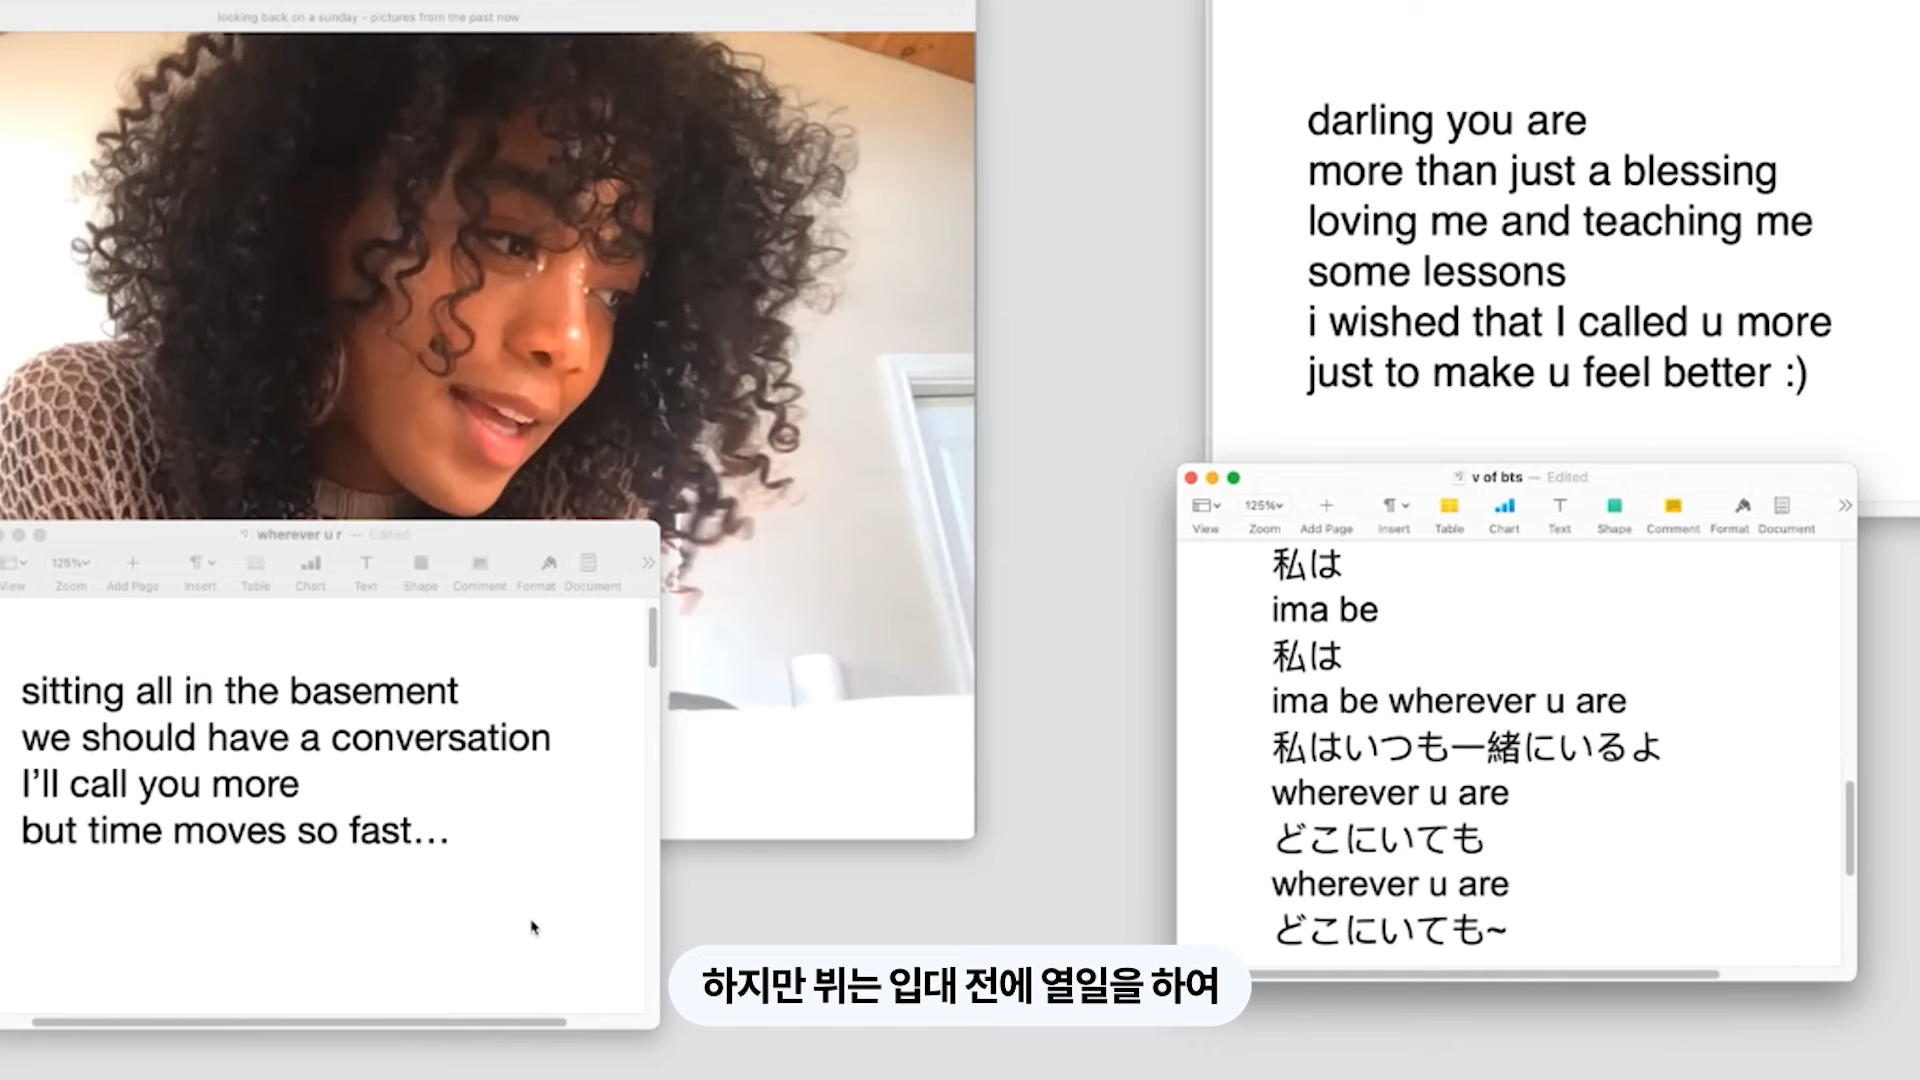 looking back on a sunday - pictures from the past now
darling you are
more than just a blessing
loving me and teaching me
some lessons
i wished that I called u more
just to make u feel better :)
wherever u r — Edited
View 125% Zoom Add Page Insert Table Chart Text Shape Comment Format Document
sitting all in the basement
we should have a conversation
I’ll call you more
but time moves so fast…
v of bts — Edited
View 125% Zoom Add Page Insert Table Chart Text Shape Comment Format Document
私は
ima be
私は
ima be wherever u are
私はいつも一緒にいるよ
wherever u are
どこにいても
wherever u are
どこにいても~
하지만 뷔는 입대 전에 열일을 하여